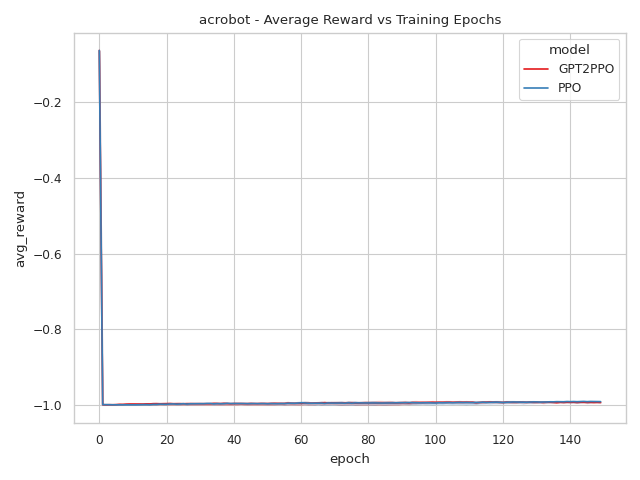 acrobot - Average Reward vs Training Epochs
model
GPT2PPO
PPO
avg_reward
−0.2
−0.4
−0.6
−0.8
−1.0
0 20 40 60 80 100 120 140
epoch